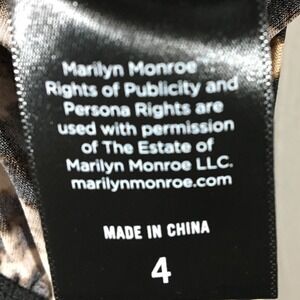 Marilyn Monroe
Rights of Publicity and
Persona Rights are
used with permission
of The Estate of
Marilyn Monroe LLC.
marilynmonroe.com
MADE IN CHINA
4